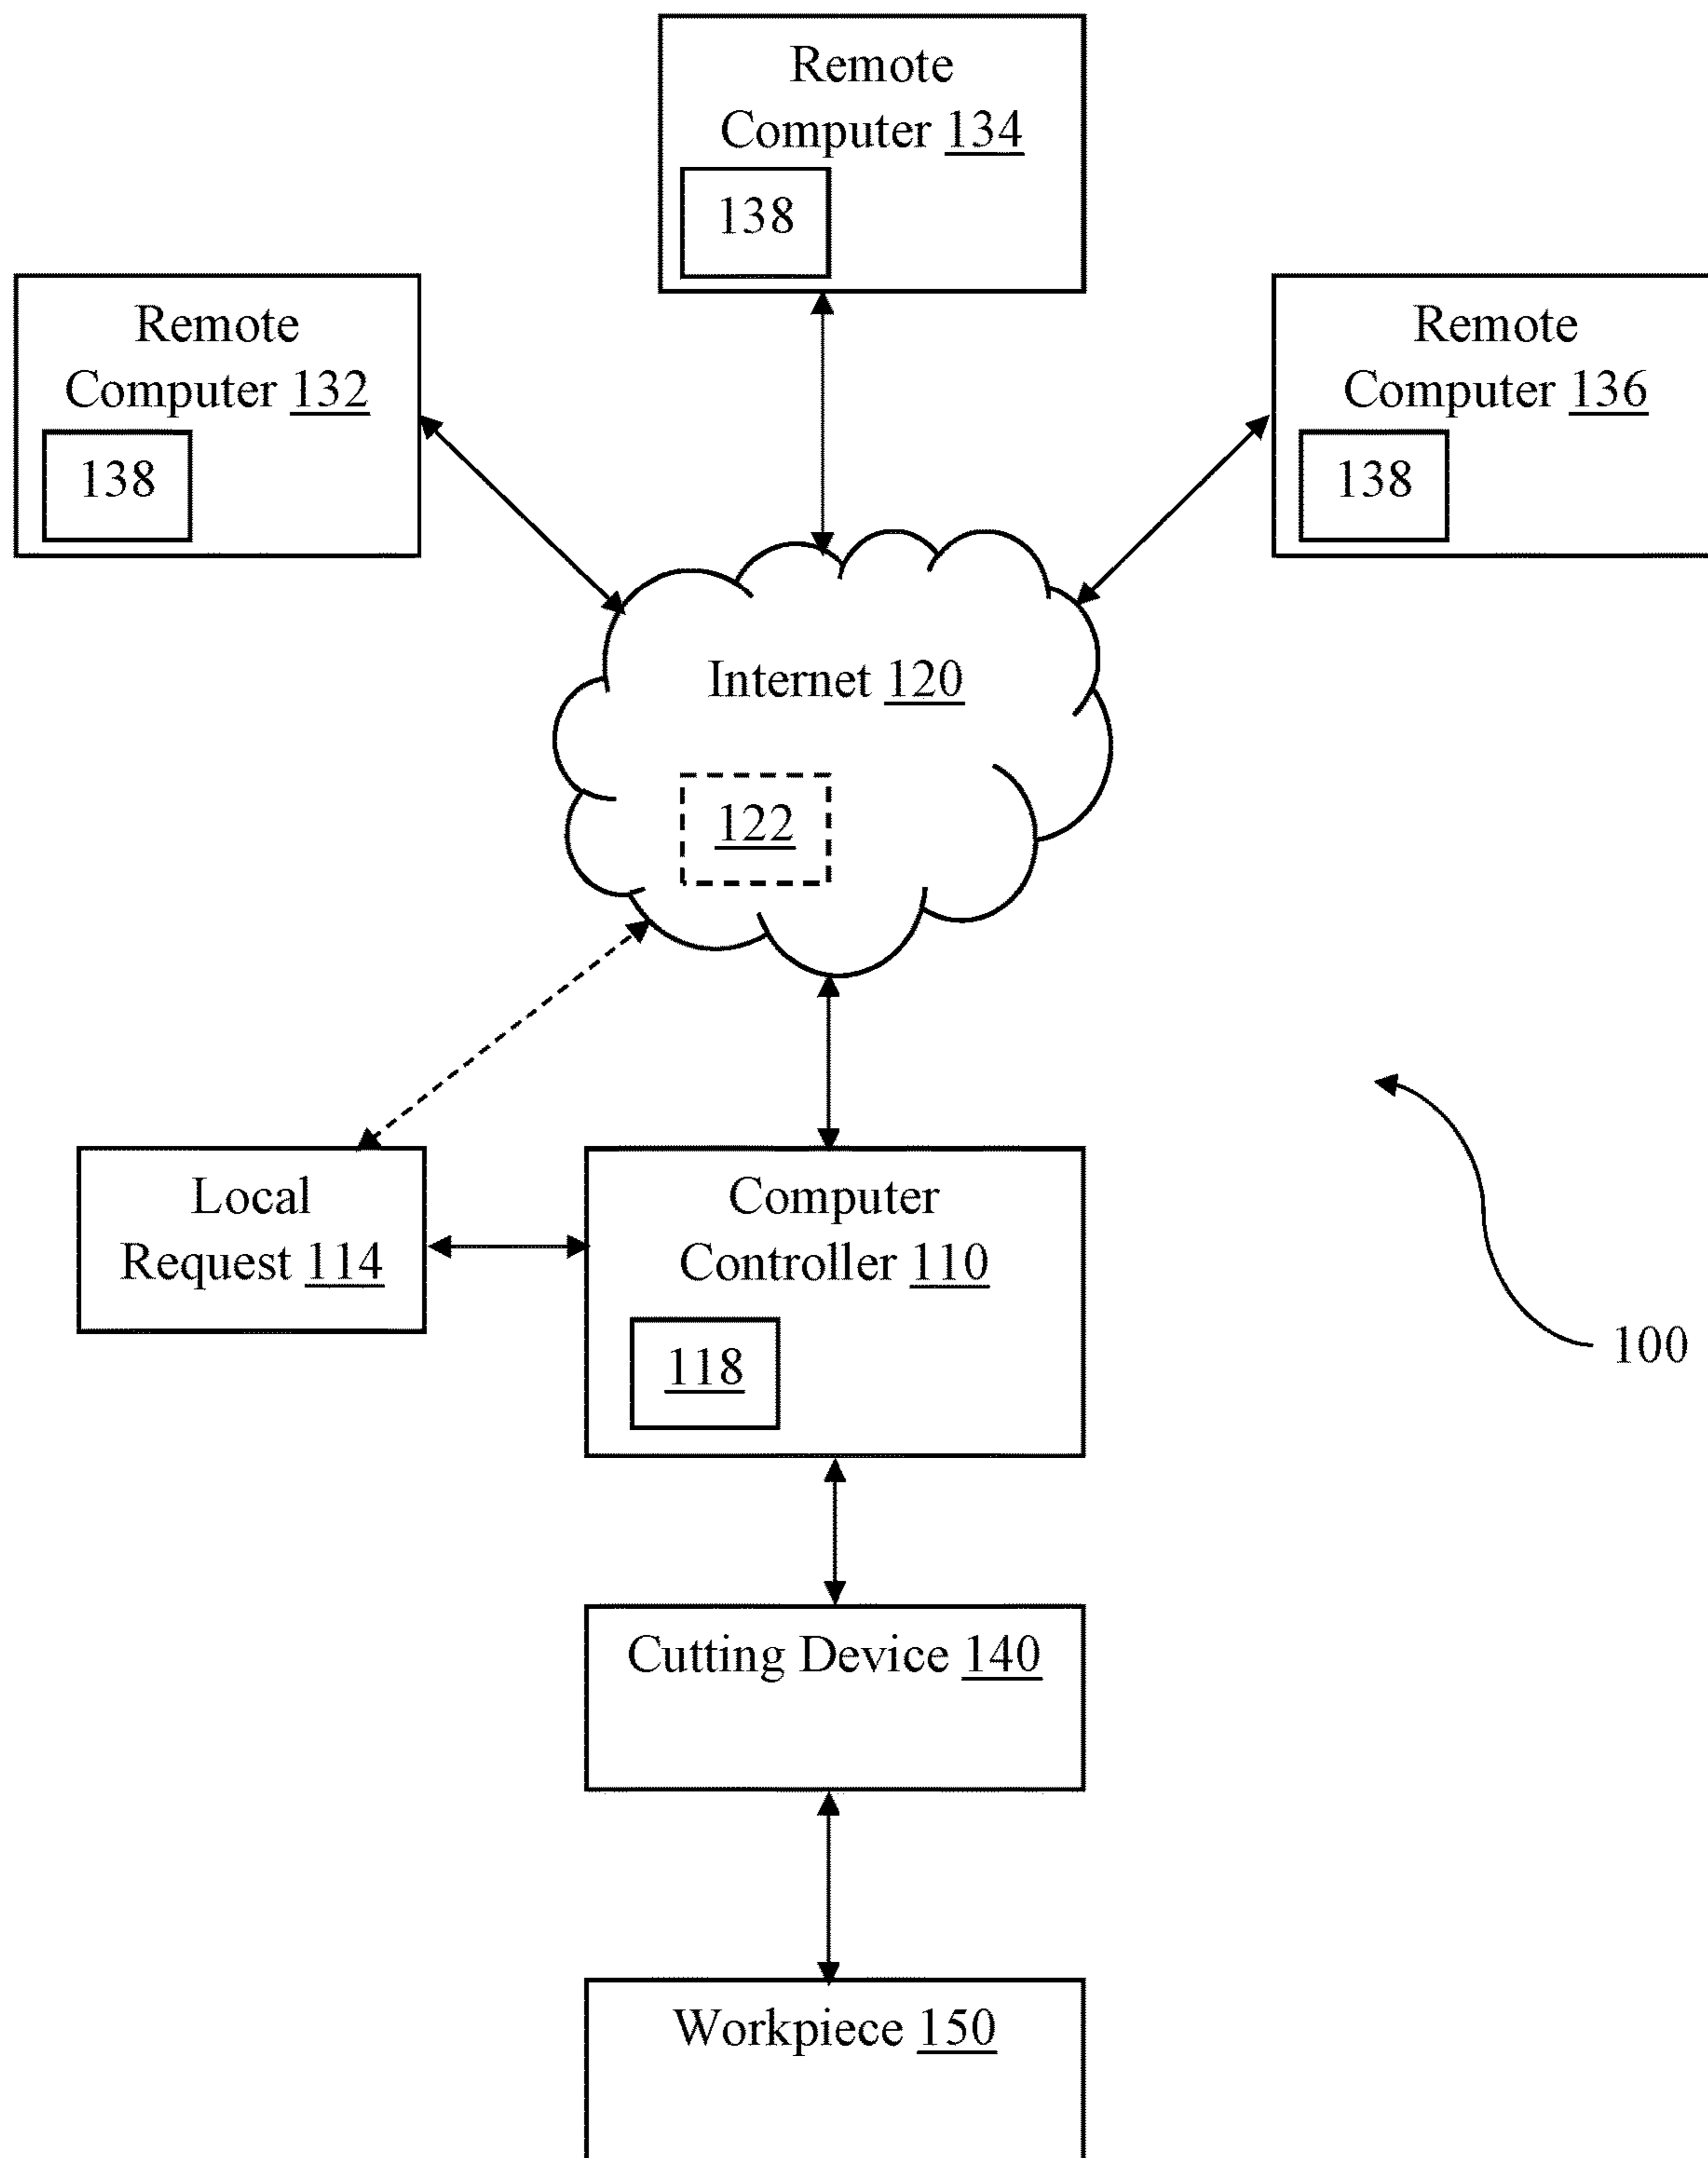 Remote
Computer 134
138
Remote
Computer 132
138
Remote
Computer 136
138
Internet 120
122
Local
Request 114
Computer
Controller 110
118
100
Cutting Device 140
Workpiece 150